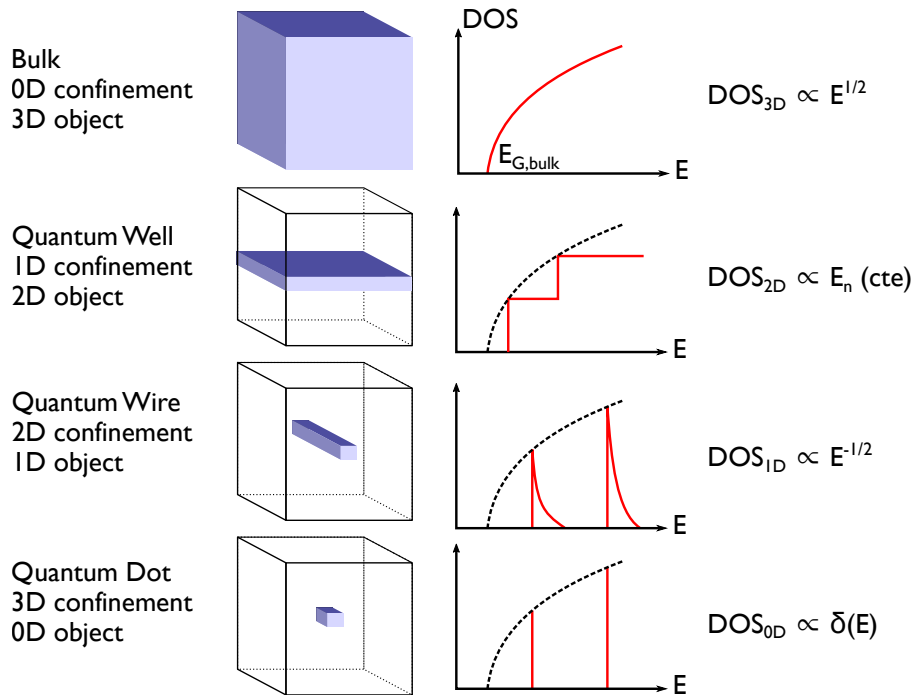 DOS
Bulk
0D confinement
3D object
E_G,bulk
E
DOS_3D ∝ E^1/2
Quantum Well
1D confinement
2D object
E
DOS_2D ∝ E_n (cte)
Quantum Wire
2D confinement
1D object
E
DOS_1D ∝ E^-1/2
Quantum Dot
3D confinement
0D object
E
DOS_0D ∝ δ(E)